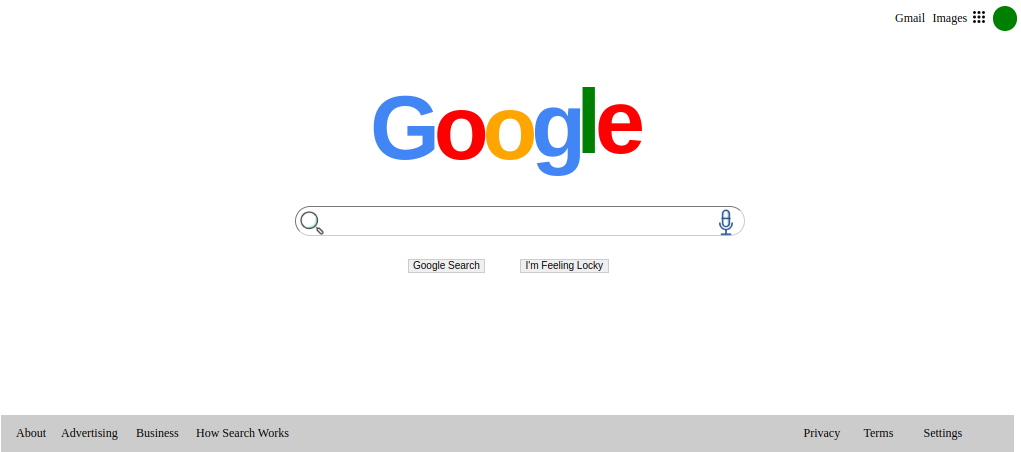 Gmail Images
Google
Google Search I'm Feeling Locky
About Advertising Business How Search Works Privacy Terms Settings